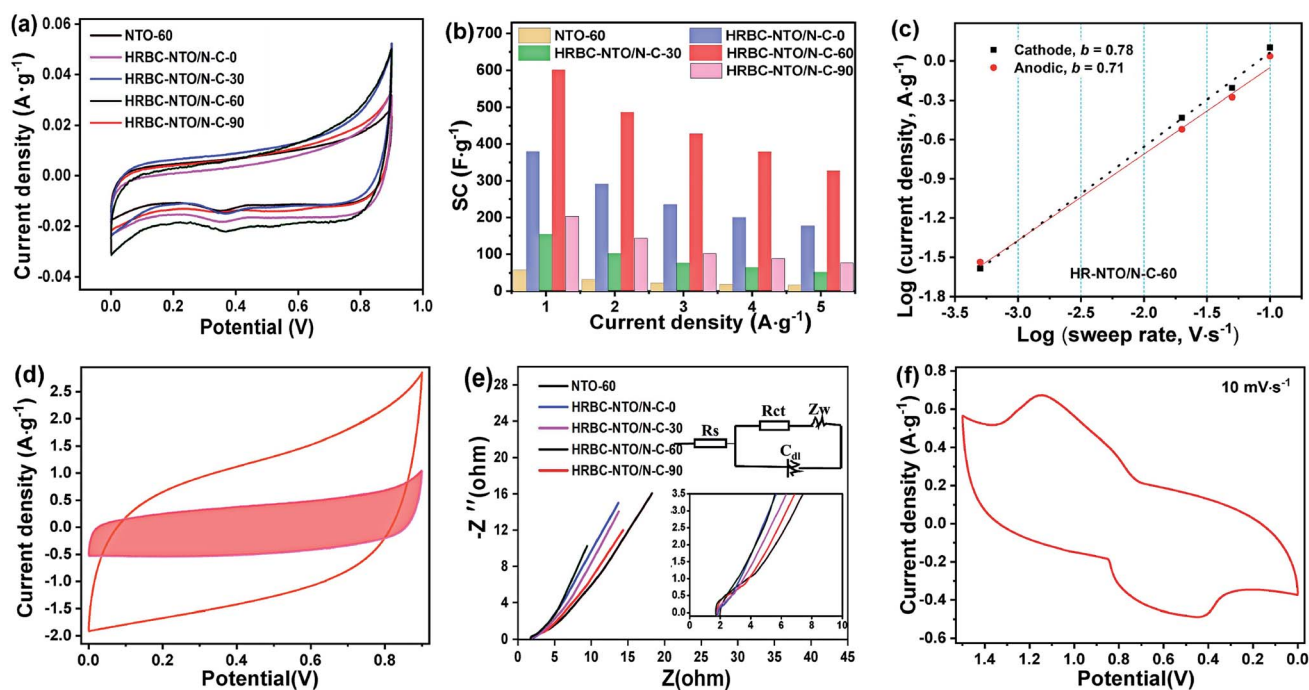 (a)
0.06
0.04
0.02
0.00
-0.02
-0.04
0.0 0.2 0.4 0.6 0.8 1.0
Current density (A·g⁻¹)
Potential (V)
NTO-60
HRBC-NTO/N-C-0
HRBC-NTO/N-C-30
HRBC-NTO/N-C-60
HRBC-NTO/N-C-90
(b)
700
600
500
400
300
200
100
0
1 2 3 4 5
SC (F·g⁻¹)
Current density (A·g⁻¹)
NTO-60 HRBC-NTO/N-C-0
HRBC-NTO/N-C-30 HRBC-NTO/N-C-60
HRBC-NTO/N-C-90
(c)
0.0
-0.3
-0.6
-0.9
-1.2
-1.5
-1.8
-3.5 -3.0 -2.5 -2.0 -1.5 -1.0
Log (current density, A·g⁻¹)
Log (sweep rate, V·s⁻¹)
Cathode, b = 0.78
Anodic, b = 0.71
HR-NTO/N-C-60
(d)
2.5
2.0
1.5
1.0
0.5
0.0
-0.5
-1.0
-1.5
-2.0
0.0 0.2 0.4 0.6 0.8
Current density (A·g⁻¹)
Potential(V)
(e)
28
24
20
16
12
8
4
0
0 5 10 15 20 25 30 35 40 45
-Z ″(ohm)
Z(ohm)
NTO-60
HRBC-NTO/N-C-0
HRBC-NTO/N-C-30
HRBC-NTO/N-C-60
HRBC-NTO/N-C-90
Rs
Rct
Zw
Cdl
3.5
3.0
2.5
2.0
1.5
1.0
0.5
0.0
0 2 4 6 8 10
(f)
10 mV·s⁻¹
0.8
0.6
0.4
0.2
0.0
-0.2
-0.4
-0.6
1.4 1.2 1.0 0.8 0.6 0.4 0.2 0.0
Current density (A·g⁻¹)
Potential(V)